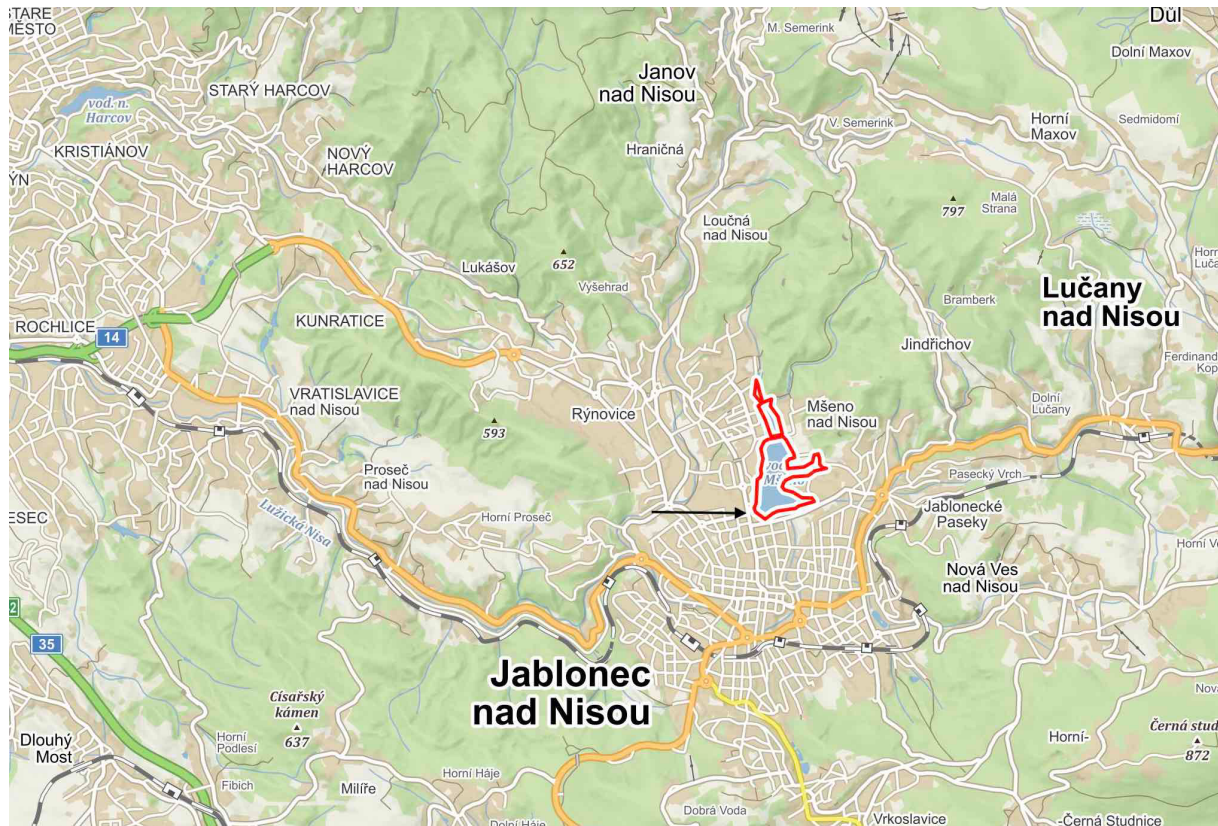 STARÉ
MĚSTO
M. Semerink
Důl
Dolní Maxov
STARÝ HARCOV
Janov
nad Nisou
vod. n.
Harcov
V. Semerink
Horní
Maxov
Sedmidomí
KRISTIÁNOV
NOVÝ
HARCOV
Hraničná
797
Malá
Strana
Loučná
nad Nisou
Lukášov
652
Výšehrad
Lučany
nad Nisou
Bramberk
ROCHLICE
14
KUNRATICE
Jindřichov
VRATISLAVICE
nad Nisou
Rýnovice
Mšeno
nad Nisou
Dolní
Lučany
593
Proseč
nad Nisou
Pasecký Vrch
Lužická Nisa
Horní Proseč
Jablonecké
Paseky
Nová Ves
nad Nisou
35
Jablonec
nad Nisou
Císařský
kámen
637
Horní
Podlesí
Dlouhý
Most
Fibich
Milíře
Horní Háje
Dobrá Voda
Vrkoslavice
Horní-
872
-Černá Studnice